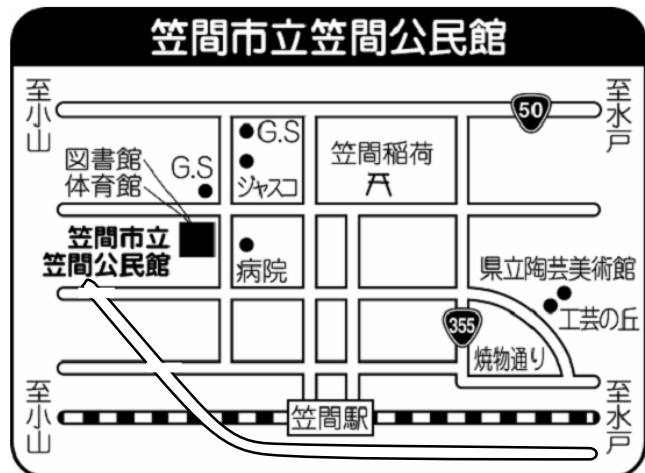 笠間市立笠間公民館
至小山
50
至水戸
G.S
ジャスコ
笠間稲荷
図書館
体育館
G.S
笠間市立
笠間公民館
病院
県立陶芸美術館
工芸の丘
355
焼物通り
至小山
笠間駅
至水戸